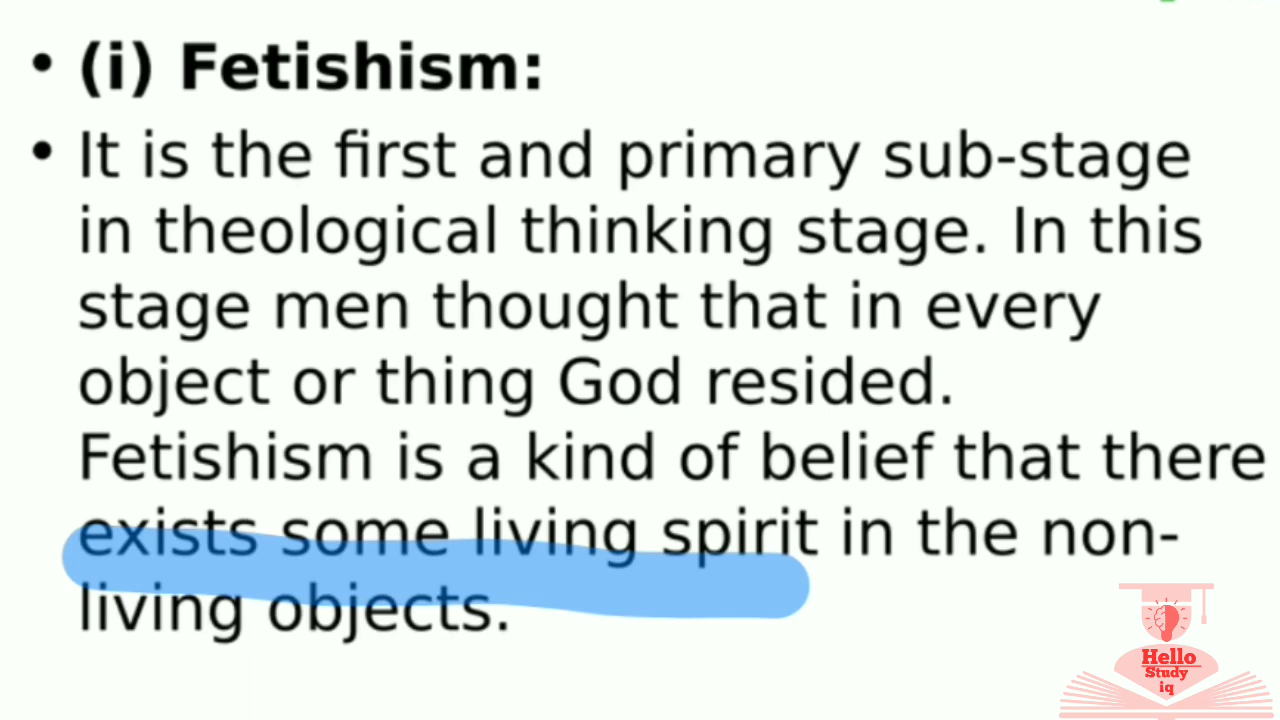 • (i) Fetishism:
• It is the first and primary sub-stage
in theological thinking stage. In this
stage men thought that in every
object or thing God resided.
Fetishism is a kind of belief that there
exists some living spirit in the non-
living objects.
Hello
Study
iq